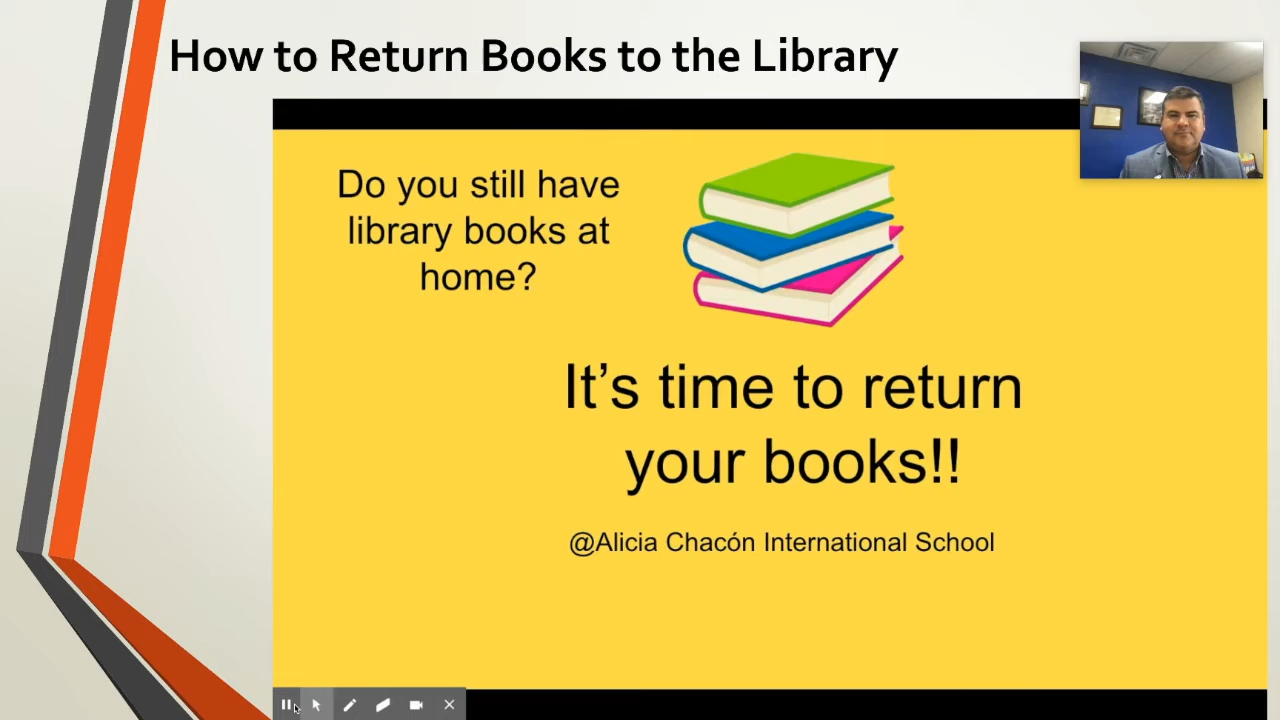 How to Return Books to the Library
Do you still have
library books at
home?
It’s time to return
your books!!
@Alicia Chacón International School